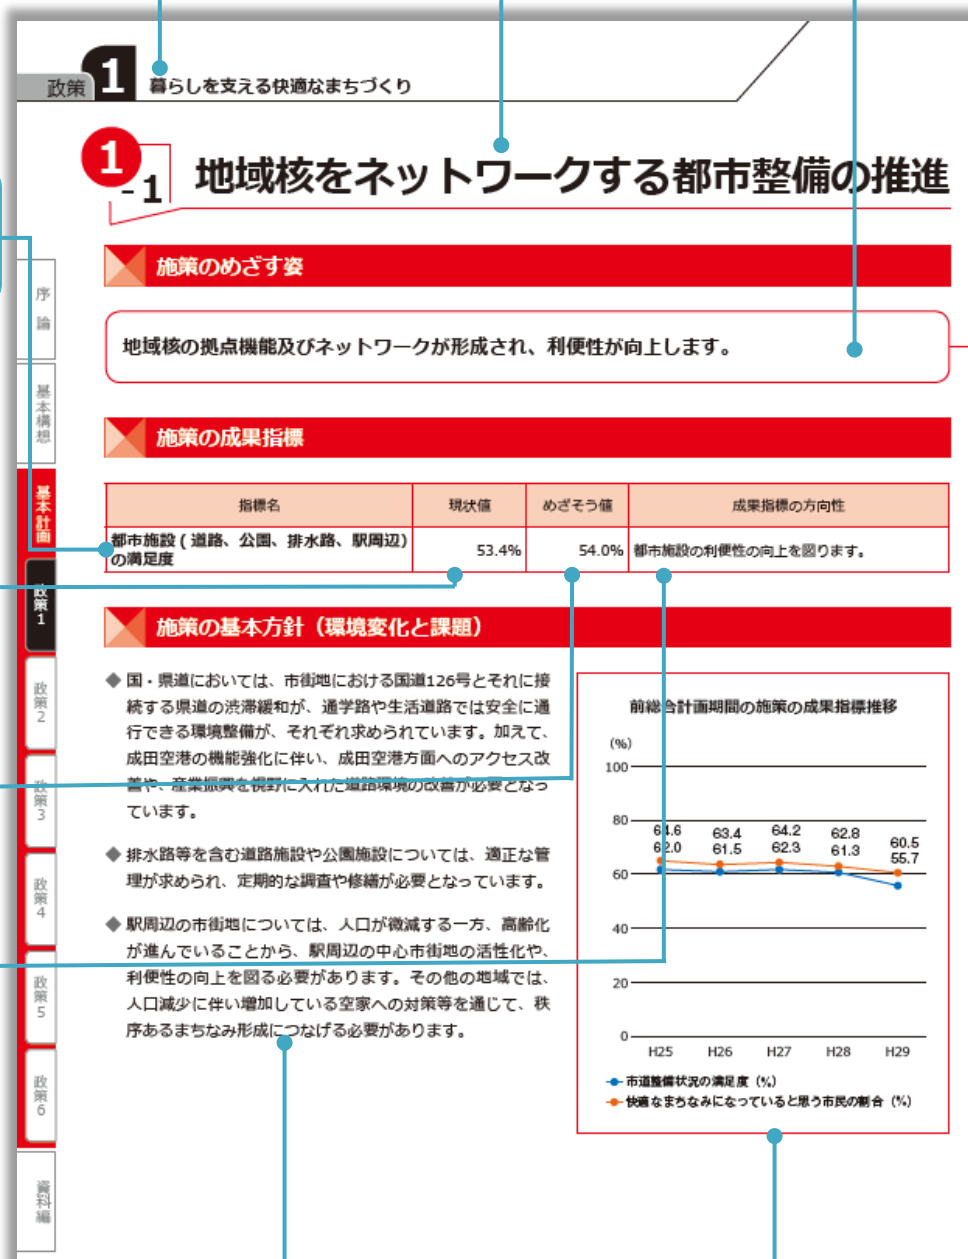 政策 1 暮らしを支える快適なまちづくり
1-1 地域核をネットワークする都市整備の推進
施策のめざす姿
地域核の拠点機能及びネットワークが形成され、利便性が向上します。
施策の成果指標
指標名 現状値 めざそう値 成果指標の方向性
都市施設 ( 道路、公園、排水路、駅周辺)
の満足度 53.4% 54.0% 都市施設の利便性の向上を図ります。
施策の基本方針（環境変化と課題）
◆ 国・県道においては、市街地における国道126号とそれに接
続する県道の渋滞緩和が、通学路や生活道路では安全に通
行できる環境整備が、それぞれ求められています。加えて、
成田空港の機能強化に伴い、成田空港方面へのアクセス改
善や、産業振興を視野に入れた道路環境の改善が必要となっ
ています。
◆ 排水路等を含む道路施設や公園施設については、適正な管
理が求められ、定期的な調査や修繕が必要となっています。
◆ 駅周辺の市街地については、人口が微減する一方、高齢化
が進んでいることから、駅周辺の中心市街地の活性化や、
利便性の向上を図る必要があります。その他の地域では、
人口減少に伴い増加している空家への対策等を通じて、秩
序あるまちなみ形成につなげる必要があります。
前総合計画期間の施策の成果指標推移
(%)
100
80
60
40
20
0
64.6 63.4 64.2 62.8 60.5
62.0 61.5 62.3 61.3 55.7
H25 H26 H27 H28 H29
市道整備状況の満足度（%）
快適なまちなみになっていると思う市民の割合（%）
序論
基本構想
基本計画
政策1
政策2
政策3
政策4
政策5
政策6
資料編